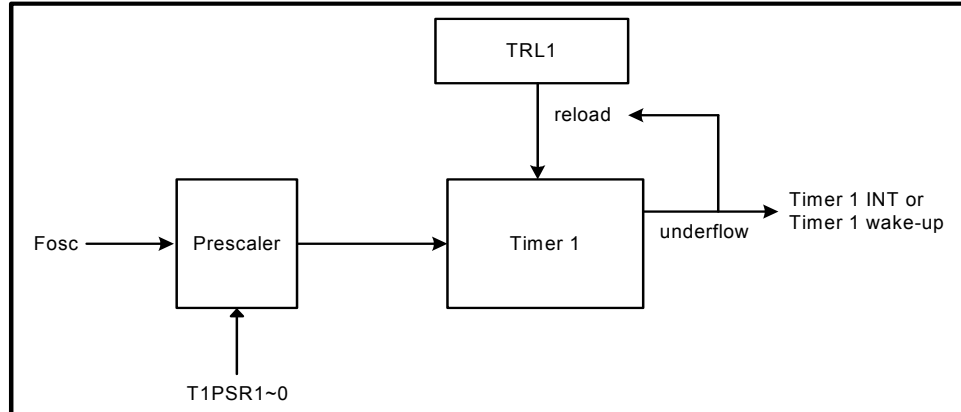 TRL1
reload
Fosc
Prescaler
Timer 1
underflow
Timer 1 INT or
Timer 1 wake-up
T1PSR1~0